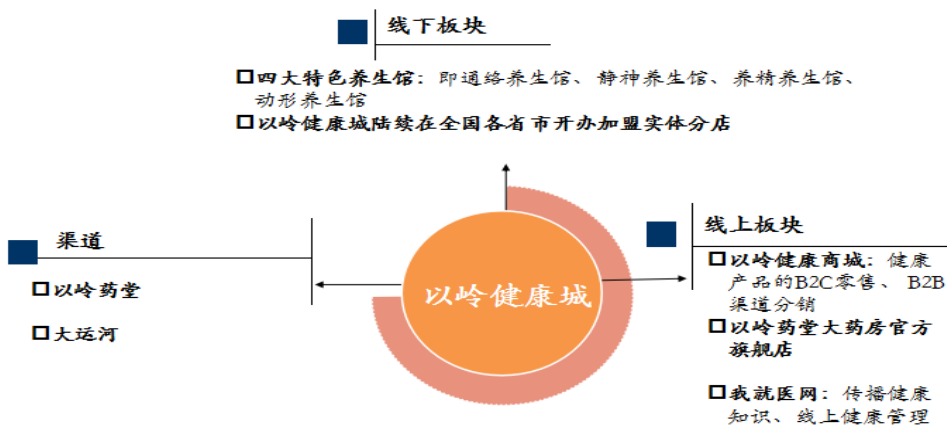 线下板块
四大特色养生馆：即通络养生馆、静神养生馆、养精养生馆、
动形养生馆
以岭健康城陆续在全国各省市开办加盟实体分店
渠道
以岭药堂
大运河
以岭健康城
线上板块
以岭健康商城：健康
产品的B2C零售、B2B
渠道分销
以岭药堂大药房官方
旗舰店
我就医网：传播健康
知识、线上健康管理